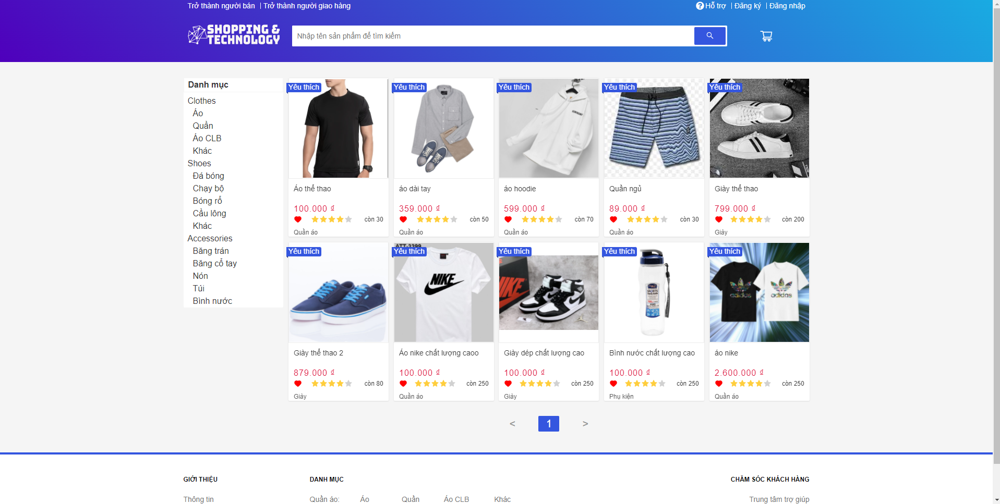 Trở thành người bán | Trở thành người giao hàng
Hỗ trợ | Đăng ký | Đăng nhập
SHOPPING &
TECHNOLOGY
Nhập tên sản phẩm để tìm kiếm
Danh mục
Clothes
Áo
Quần
Áo CLB
Khác
Shoes
Đá bóng
Chạy bộ
Bóng rổ
Cầu lông
Khác
Accessories
Băng trán
Băng cổ tay
Nón
Túi
Bình nước
Yêu thích
Áo thể thao
100.000 ₫
còn 30
Quần áo
Yêu thích
áo dài tay
359.000 ₫
còn 50
Quần áo
Yêu thích
áo hoodie
599.000 ₫
còn 70
Quần áo
Yêu thích
Quần ngủ
89.000 ₫
còn 30
Quần áo
Yêu thích
Giày thể thao
799.000 ₫
còn 200
Giày
Yêu thích
Giày thể thao 2
879.000 ₫
còn 80
Giày
ATT-3399
Yêu thích
NIKE
Áo nike chất lượng caoo
100.000 ₫
còn 250
Quần áo
Yêu thích
NIKE
Giày dép chất lượng cao
100.000 ₫
còn 250
Giày
Yêu thích
SPORTS
Bình nước chất lượng cao
100.000 ₫
còn 250
Phụ kiện
Yêu thích
adidas adidas
áo nike
2.600.000 ₫
còn 250
Quần áo
< 1 >
GIỚI THIỆU
Thông tin
DANH MỤC
Quần áo: Áo Quần Áo CLB Khác
CHĂM SÓC KHÁCH HÀNG
Trung tâm trợ giúp